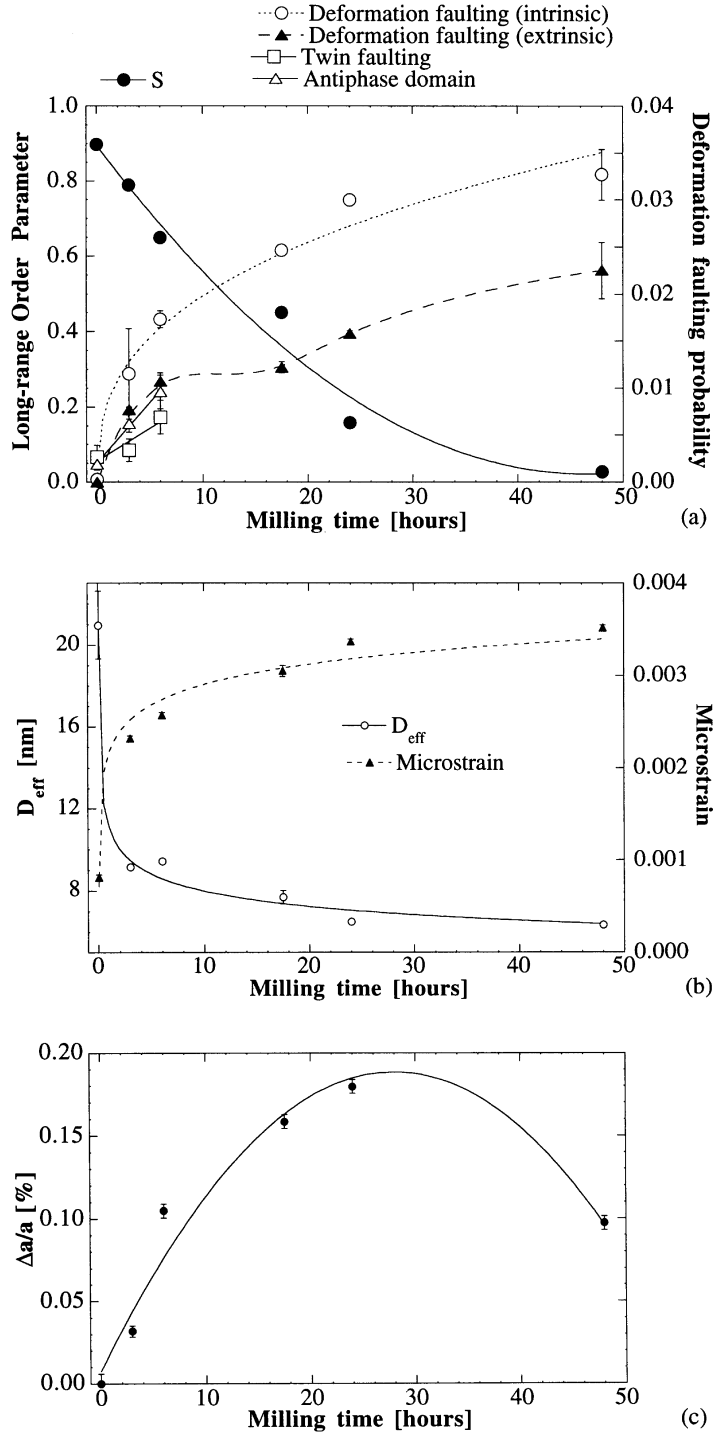 Deformation faulting (intrinsic)
Deformation faulting (extrinsic)
Twin faulting
S
Antiphase domain
1.0
0.8
0.6
0.4
0.2
0.0
Long-range Order Parameter
0.04
0.03
0.02
0.01
0.00
Deformation faulting probability
0 10 20 30 40 50
Milling time [hours]
(a)
20
16
12
8
D_eff [nm]
0.004
0.003
0.002
0.001
0.000
Microstrain
D_eff
Microstrain
0 10 20 30 40 50
Milling time [hours]
(b)
0.20
0.15
0.10
0.05
0.00
Δa/a [%]
0 10 20 30 40 50
Milling time [hours]
(c)